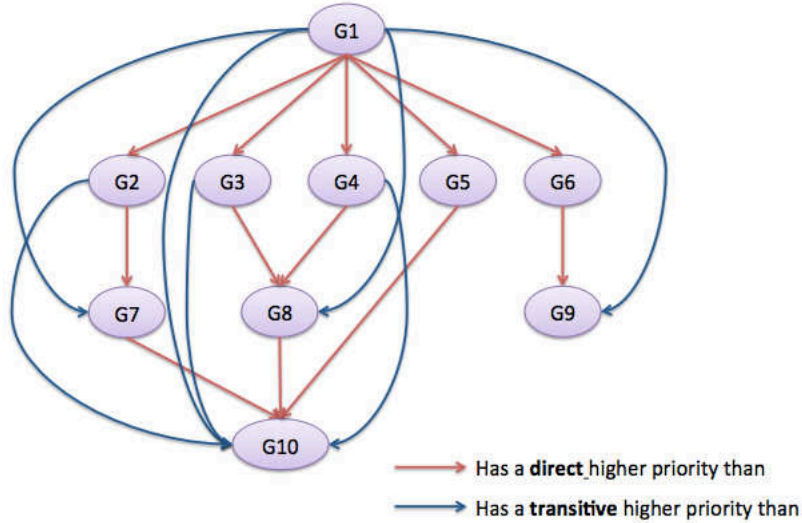 G1
G2
G3
G4
G5
G6
G7
G8
G9
G10
Has a direct higher priority than
Has a transitive higher priority than